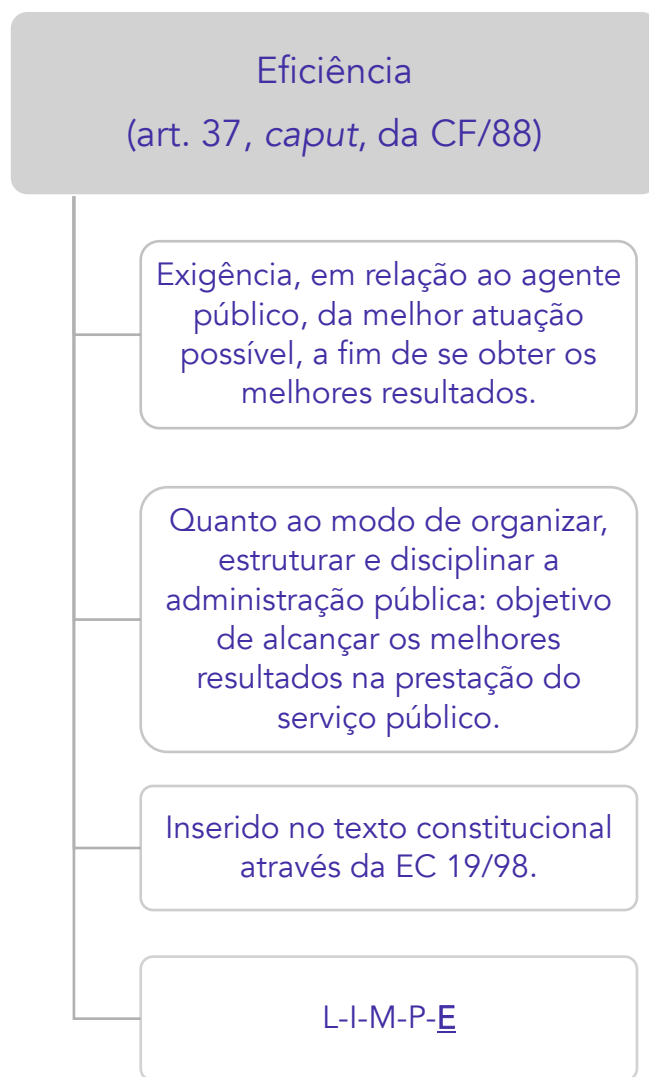 Eficiência
(art. 37, caput, da CF/88)
Exigência, em relação ao agente
público, da melhor atuação
possível, a fim de se obter os
melhores resultados.
Quanto ao modo de organizar,
estruturar e disciplinar a
administração pública: objetivo
de alcançar os melhores
resultados na prestação do
serviço público.
Inserido no texto constitucional
através da EC 19/98.
L-I-M-P-E